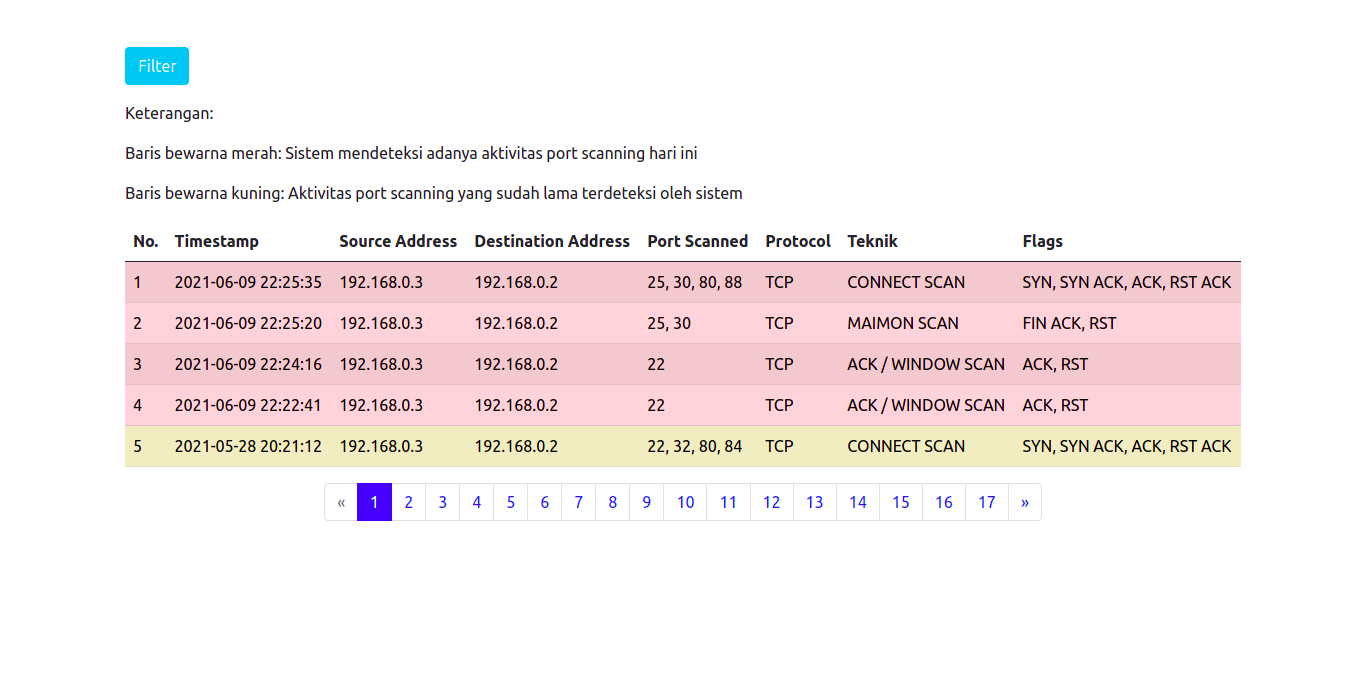 Filter
Keterangan:
Baris bewarna merah: Sistem mendeteksi adanya aktivitas port scanning hari ini
Baris bewarna kuning: Aktivitas port scanning yang sudah lama terdeteksi oleh sistem
No. Timestamp Source Address Destination Address Port Scanned Protocol Teknik Flags
1 2021-06-09 22:25:35 192.168.0.3 192.168.0.2 25, 30, 80, 88 TCP CONNECT SCAN SYN, SYN ACK, ACK, RST ACK
2 2021-06-09 22:25:20 192.168.0.3 192.168.0.2 25, 30 TCP MAIMON SCAN FIN ACK, RST
3 2021-06-09 22:24:16 192.168.0.3 192.168.0.2 22 TCP ACK / WINDOW SCAN ACK, RST
4 2021-06-09 22:22:41 192.168.0.3 192.168.0.2 22 TCP ACK / WINDOW SCAN ACK, RST
5 2021-05-28 20:21:12 192.168.0.3 192.168.0.2 22, 32, 80, 84 TCP CONNECT SCAN SYN, SYN ACK, ACK, RST ACK
« 1 2 3 4 5 6 7 8 9 10 11 12 13 14 15 16 17 »